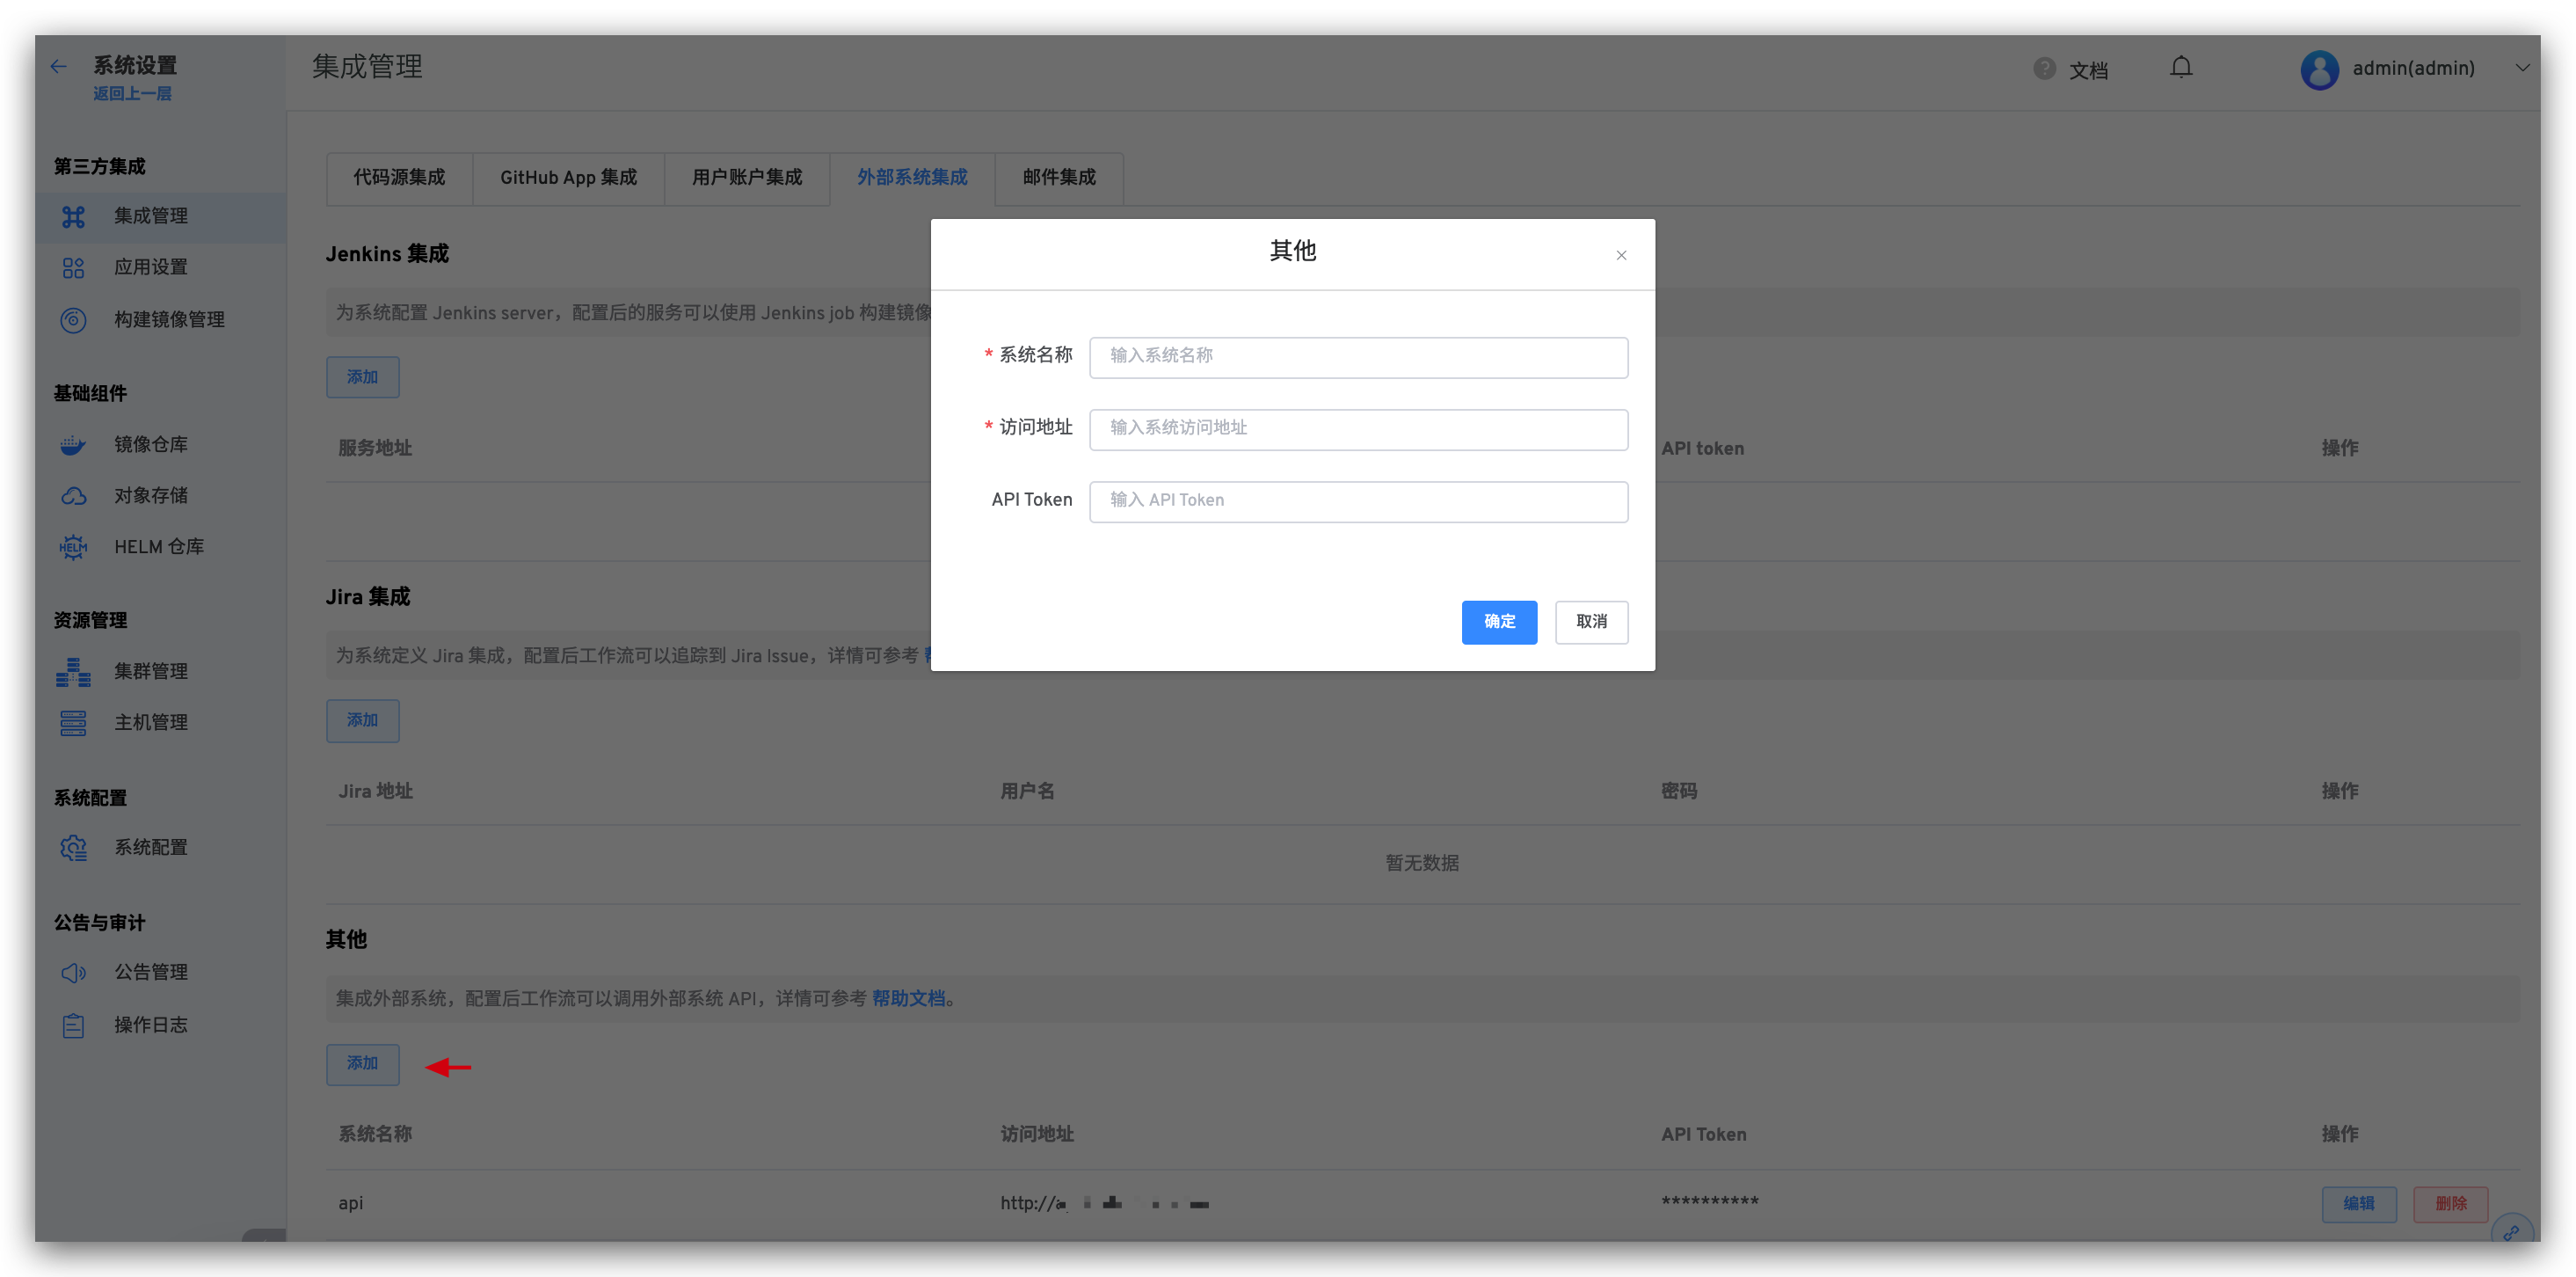 系统设置
返回上一层
集成管理
? 文档
admin(admin)
第三方集成
集成管理
应用设置
构建镜像管理
基础组件
镜像仓库
对象存储
HELM HELM 仓库
资源管理
集群管理
主机管理
系统配置
系统配置
公告与审计
公告管理
操作日志
代码源集成 GitHub App 集成 用户账户集成 外部系统集成 邮件集成
Jenkins 集成
为系统配置 Jenkins server，配置后的服务可以使用 Jenkins job 构建镜像
添加
服务地址 API token 操作
Jira 集成
为系统定义 Jira 集成，配置后工作流可以追踪到 Jira Issue，详情可参考
添加
Jira 地址 用户名 密码 操作
暂无数据
其他
集成外部系统，配置后工作流可以调用外部系统 API，详情可参考 帮助文档。
添加
系统名称 访问地址 API Token 操作
api http:// ********** 编辑 删除
其他
* 系统名称 输入系统名称
* 访问地址 输入系统访问地址
API Token 输入 API Token
确定 取消